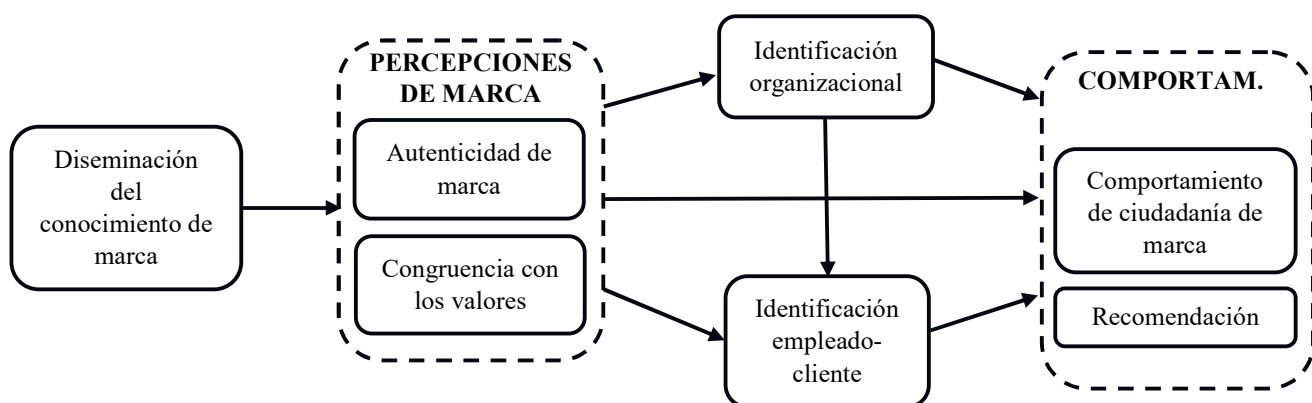 Diseminación
del
conocimiento de
marca
PERCEPCIONES
DE MARCA
Autenticidad de
marca
Congruencia con
los valores
Identificación
organizacional
Identificación
empleado-
cliente
COMPORTAM.
Comportamiento
de ciudadanía de
marca
Recomendación